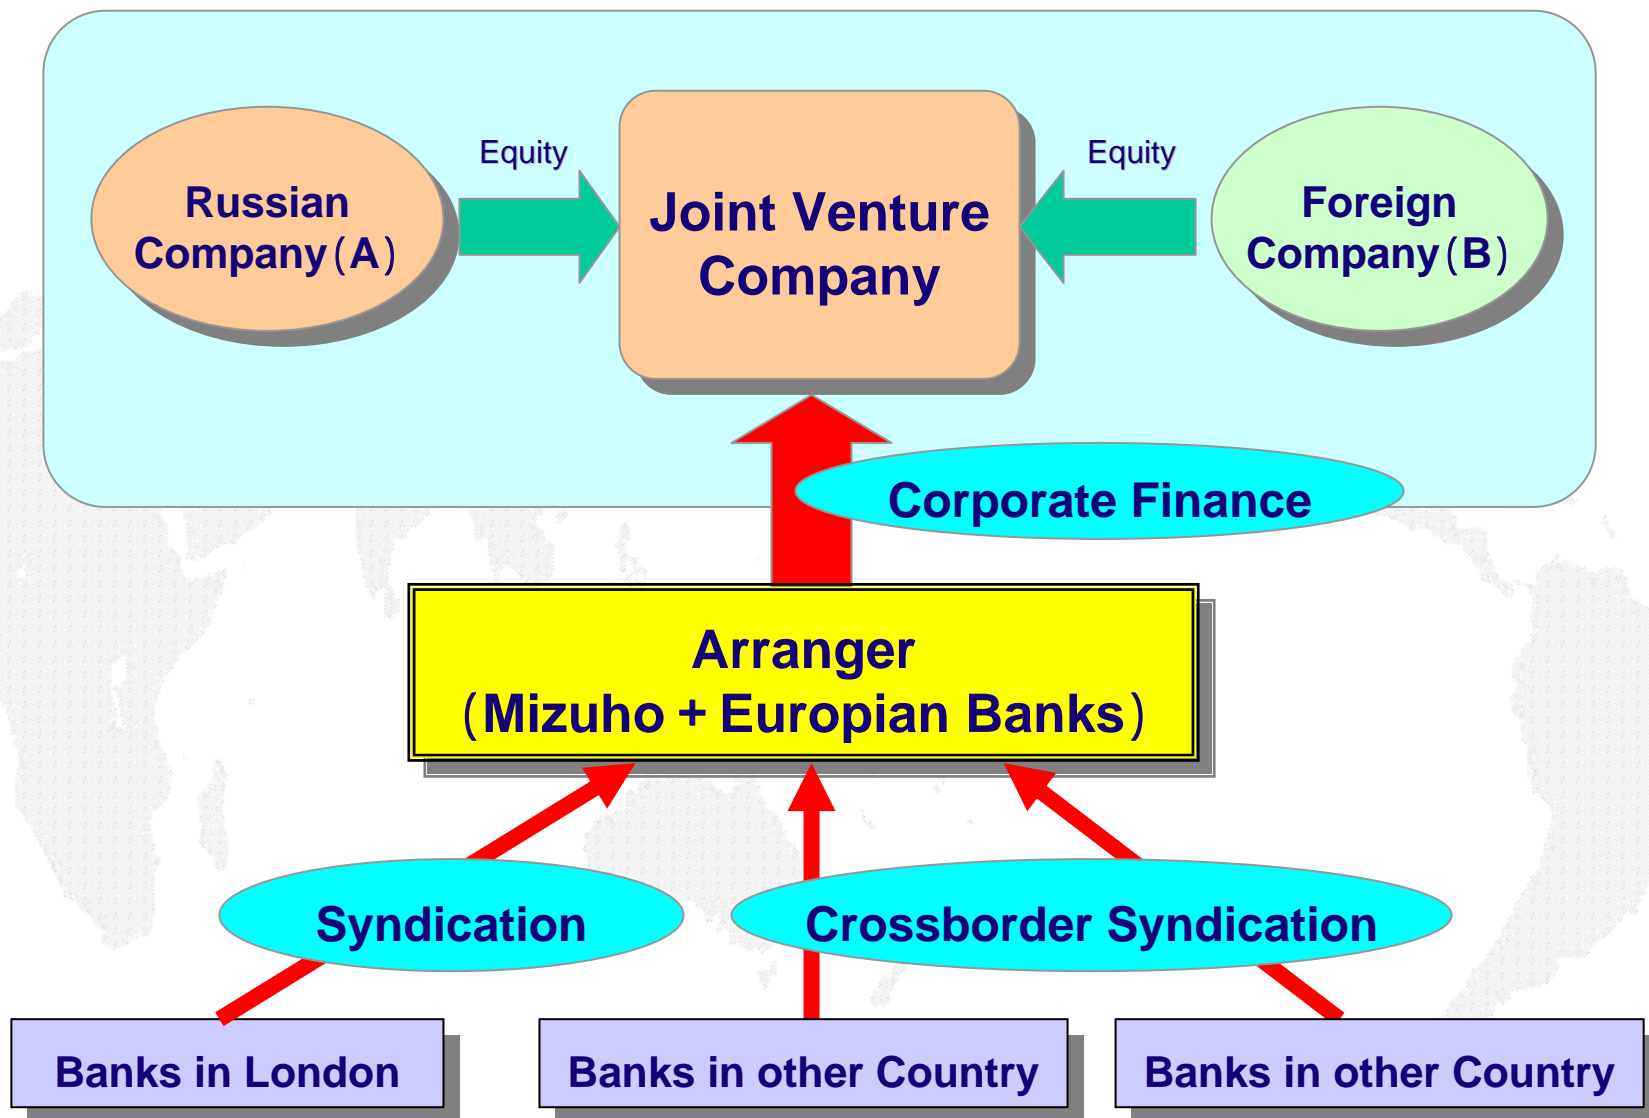 Equity
Equity
Russian
Company(A)
Joint Venture
Company
Foreign
Company(B)
Corporate Finance
Arranger
(Mizuho + Europian Banks)
Syndication
Crossborder Syndication
Banks in London
Banks in other Country
Banks in other Country